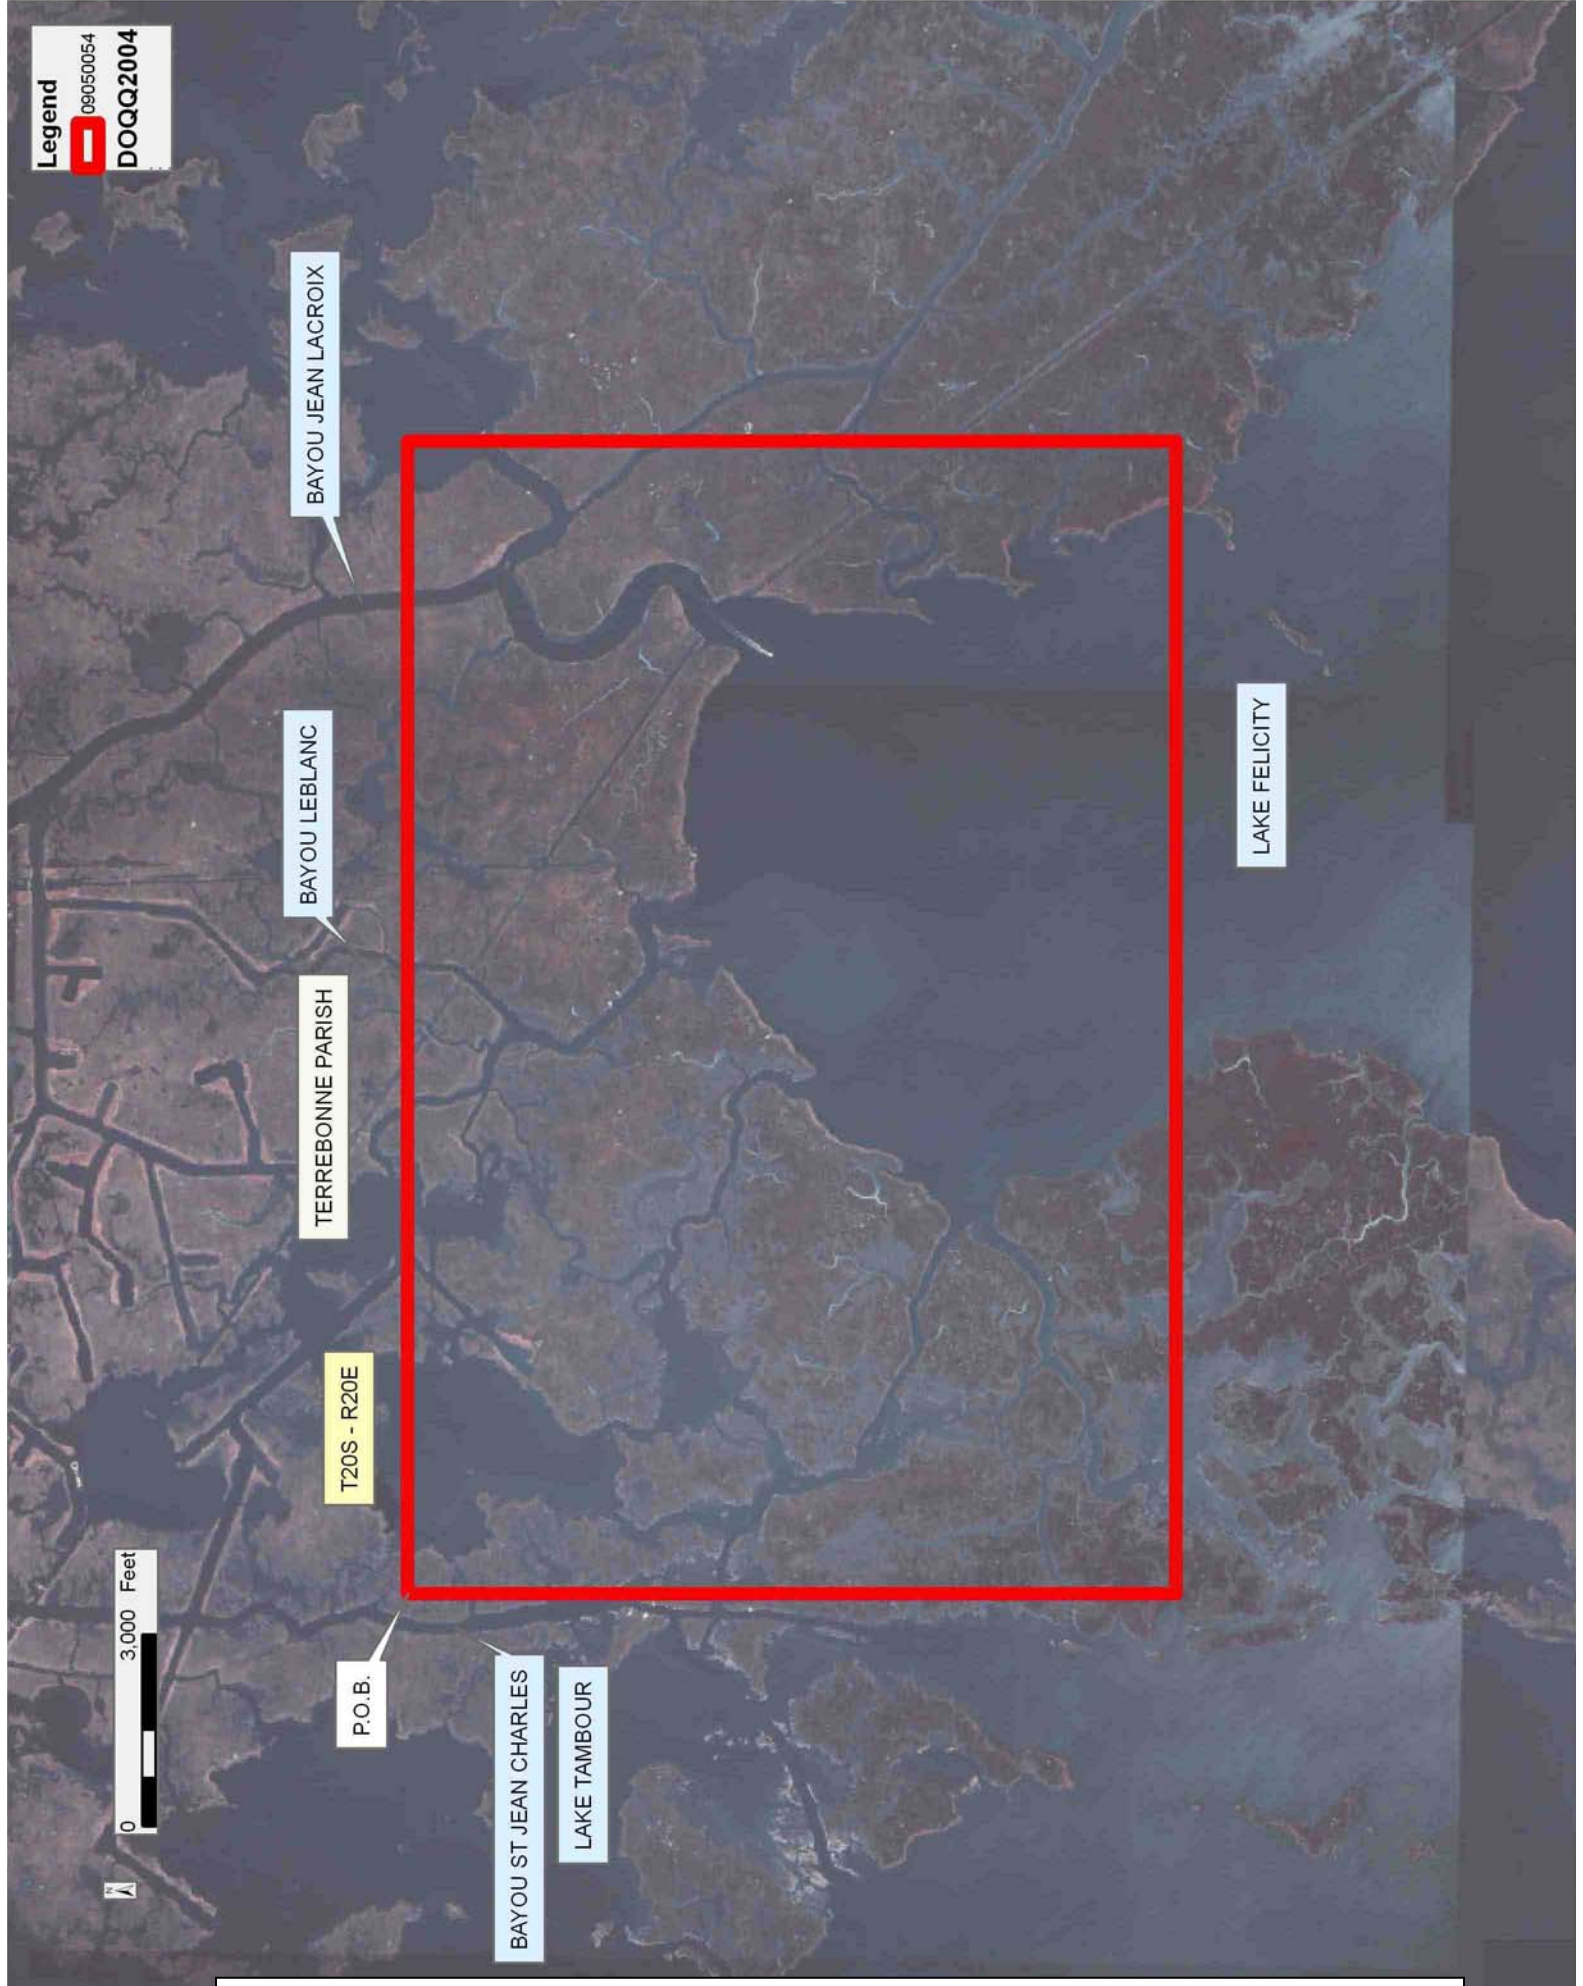 Legend
09050054
DOQQ2004
BAYOU JEAN LACROIX
BAYOU LEBLANC
TERREBONNE PARISH
T20S - R20E
0 3,000 Feet
N
P.O.B.
BAYOU ST JEAN CHARLES
LAKE TAMBOUR
LAKE FELICITY